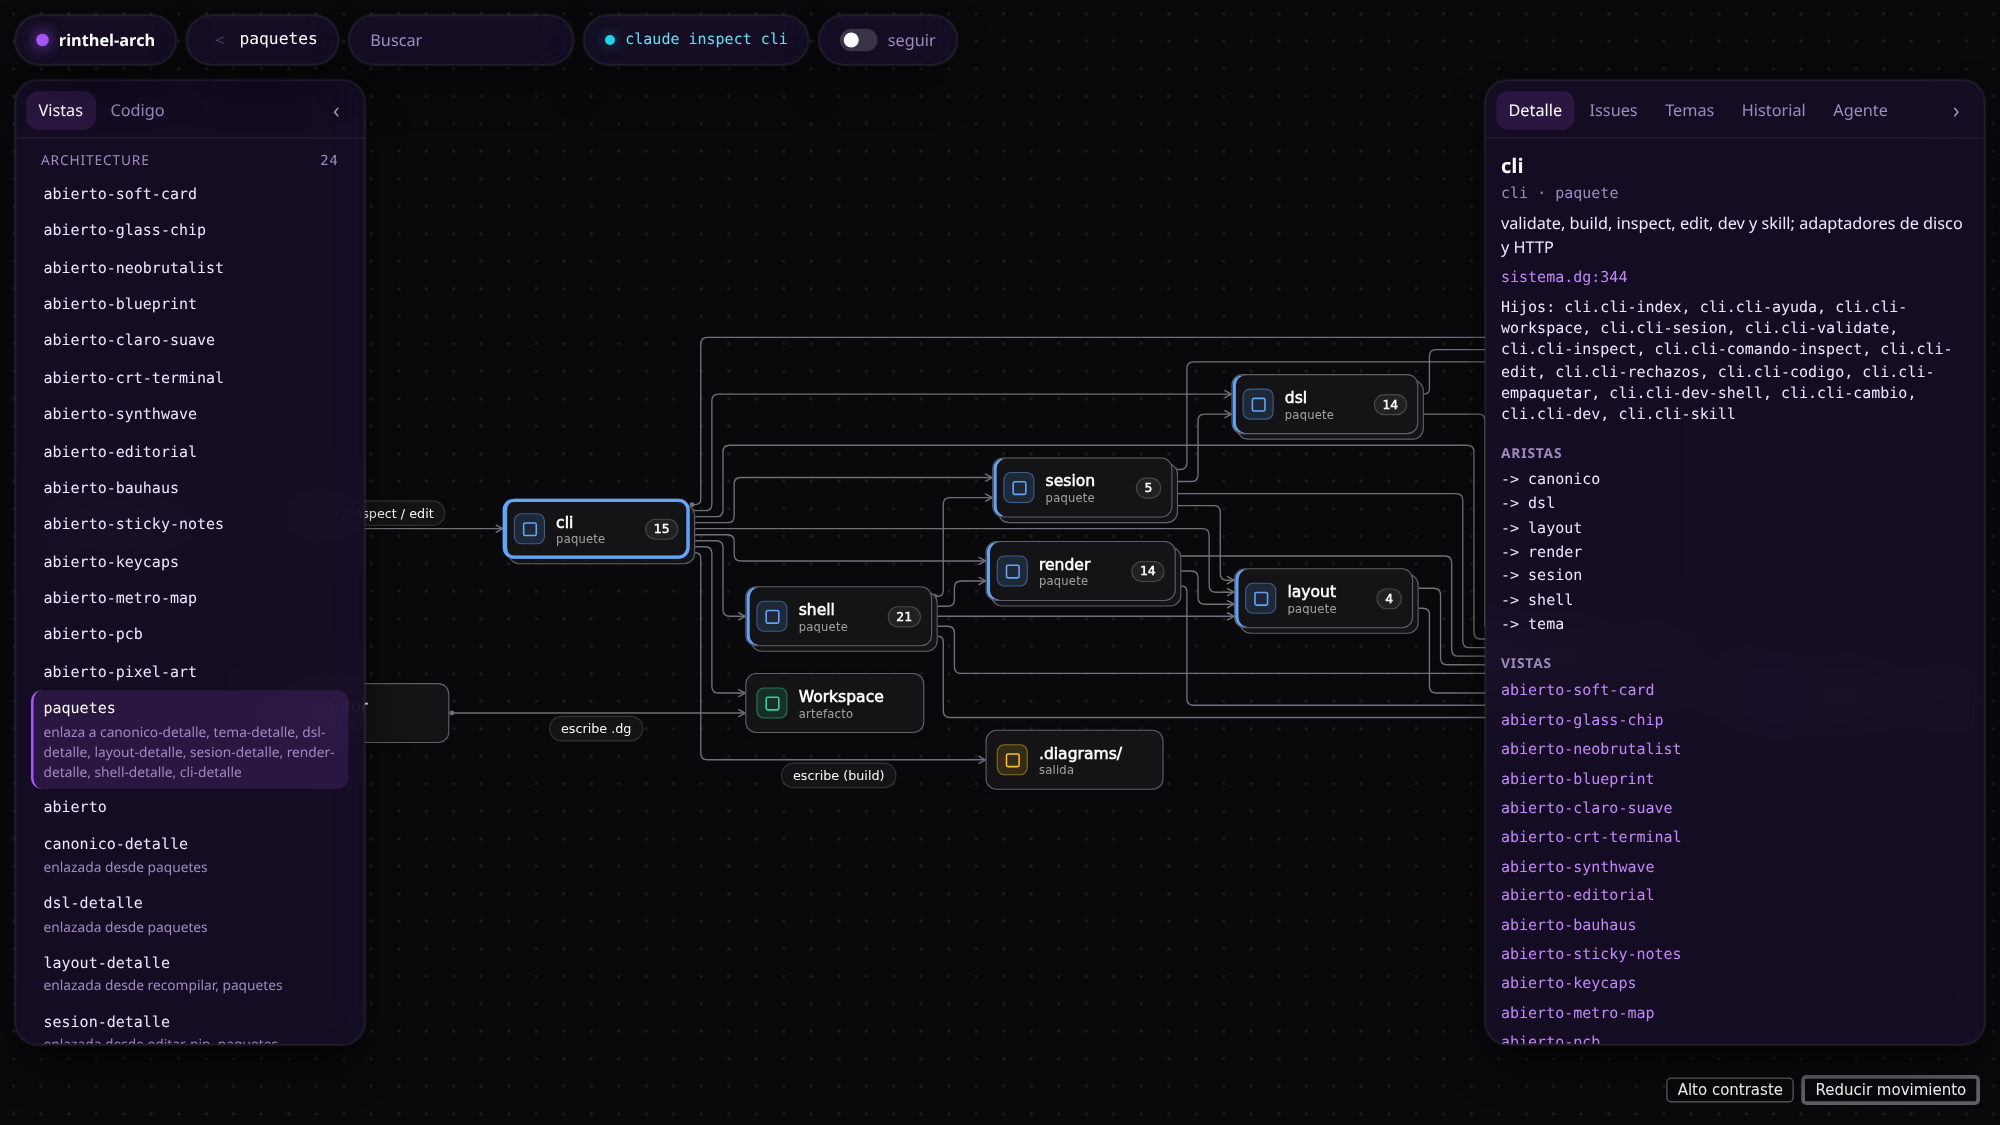 rinthel-arch
< paquetes
Buscar
claude inspect cli
seguir
Vistas
Codigo
‹
ARCHITECTURE 24
abierto-soft-card
abierto-glass-chip
abierto-neobrutalist
abierto-blueprint
abierto-claro-suave
abierto-crt-terminal
abierto-synthwave
abierto-editorial
abierto-bauhaus
abierto-sticky-notes
abierto-keycaps
abierto-metro-map
abierto-pcb
abierto-pixel-art
paquetes
enlaza a canonico-detalle, tema-detalle, dsl-
detalle, layout-detalle, sesion-detalle, render-
detalle, shell-detalle, cli-detalle
abierto
canonico-detalle
enlazada desde paquetes
dsl-detalle
enlazada desde paquetes
layout-detalle
enlazada desde recompilar, paquetes
sesion-detalle
enlazada desde editar-pin, paquetes
inspect / edit
cli
paquete
15
shell
paquete
21
Workspace
artefacto
escribe .dg
escribe (build)
.diagrams/
salida
sesion
paquete
5
render
paquete
14
dsl
paquete
14
layout
paquete
4
Detalle
Issues
Temas
Historial
Agente
›
cli
cli · paquete
validate, build, inspect, edit, dev y skill; adaptadores de disco
y HTTP
sistema.dg:344
Hijos: cli.cli-index, cli.cli-ayuda, cli.cli-
workspace, cli.cli-sesion, cli.cli-validate,
cli.cli-inspect, cli.cli-comando-inspect, cli.cli-
edit, cli.cli-rechazos, cli.cli-codigo, cli.cli-
empaquetar, cli.cli-dev-shell, cli.cli-cambio,
cli.cli-dev, cli.cli-skill
ARISTAS
-> canonico
-> dsl
-> layout
-> render
-> sesion
-> shell
-> tema
VISTAS
abierto-soft-card
abierto-glass-chip
abierto-neobrutalist
abierto-blueprint
abierto-claro-suave
abierto-crt-terminal
abierto-synthwave
abierto-editorial
abierto-bauhaus
abierto-sticky-notes
abierto-keycaps
abierto-metro-map
abierto-pcb
Alto contraste
Reducir movimiento